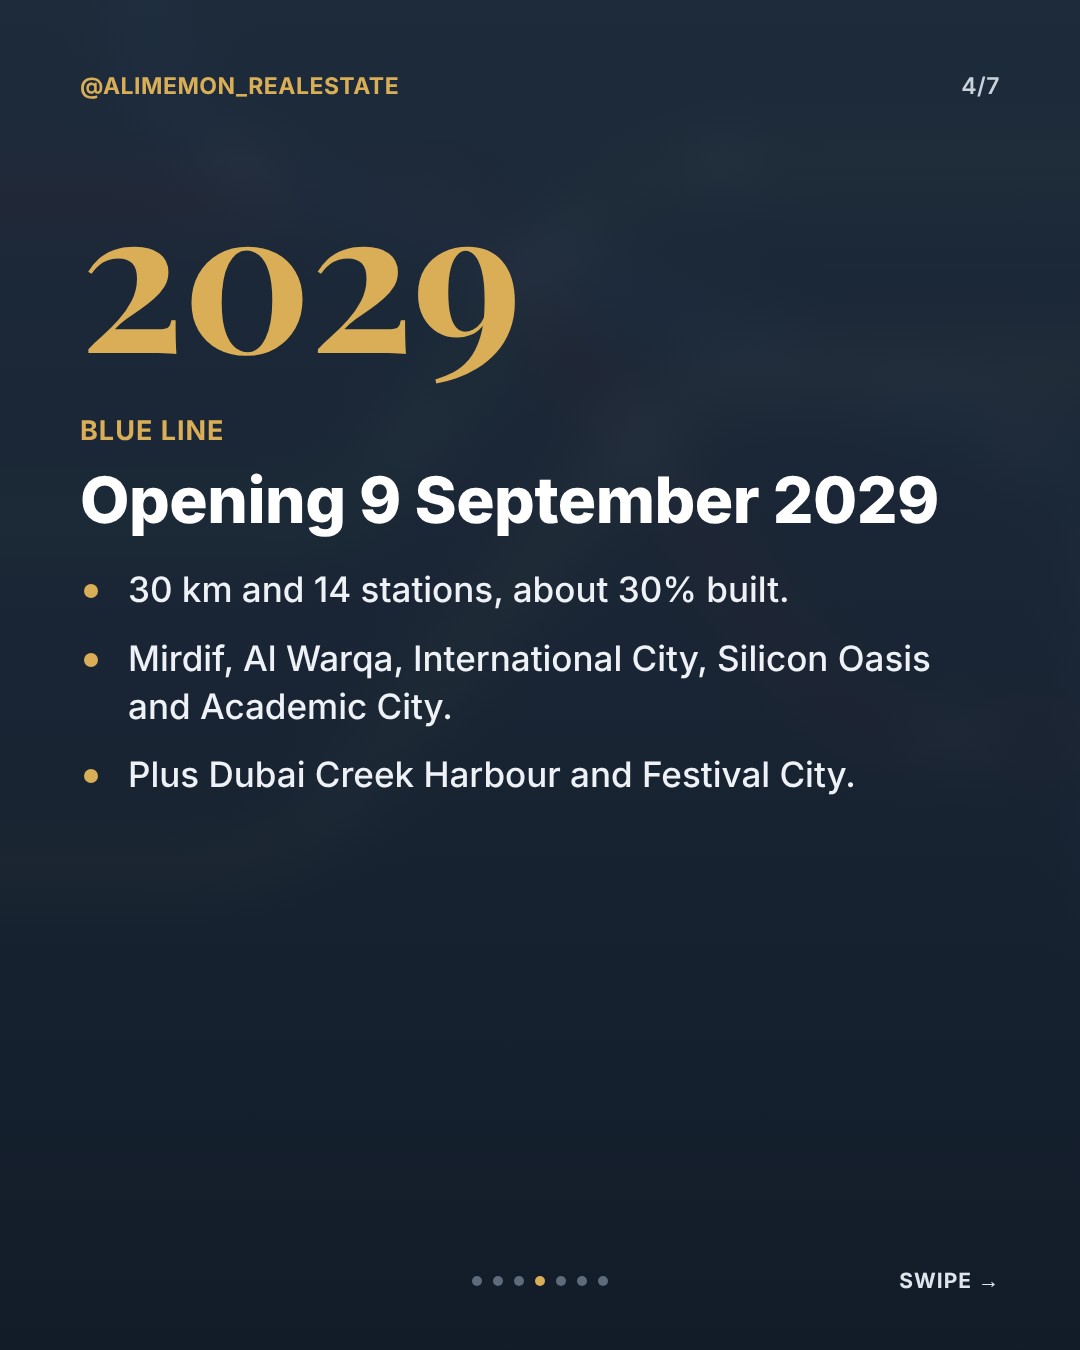 @ALIMEMON_REALESTATE
4/7
2029
BLUE LINE
Opening 9 September 2029
• 30 km and 14 stations, about 30% built.
• Mirdif, Al Warqa, International City, Silicon Oasis
and Academic City.
• Plus Dubai Creek Harbour and Festival City.
SWIPE →